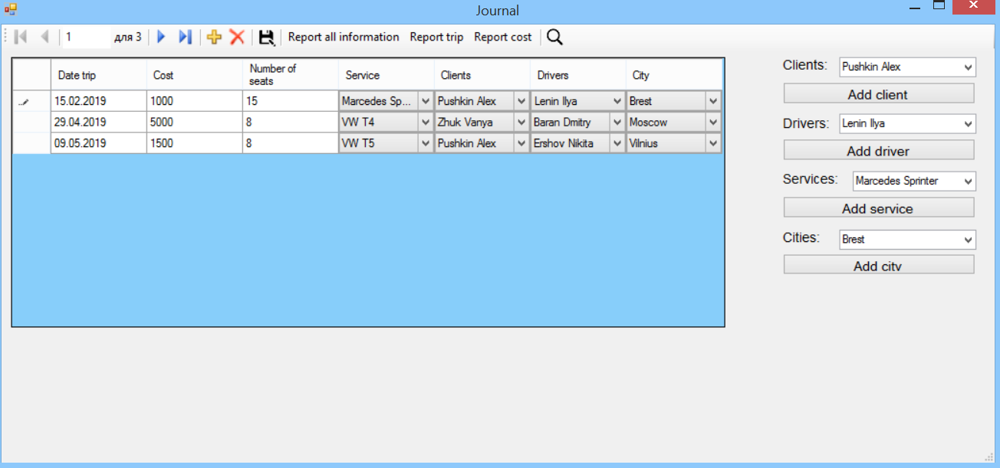 Journal
1 для 3 Report all information Report trip Report cost
Date trip Cost Number of seats Service Clients Drivers City
15.02.2019 1000 15 Marcedes Sp... Pushkin Alex Lenin Ilya Brest
29.04.2019 5000 8 VW T4 Zhuk Vanya Baran Dmitry Moscow
09.05.2019 1500 8 VW T5 Pushkin Alex Ershov Nikita Vilnius
Clients: Pushkin Alex
Add client
Drivers: Lenin Ilya
Add driver
Services: Marcedes Sprinter
Add service
Cities: Brest
Add city